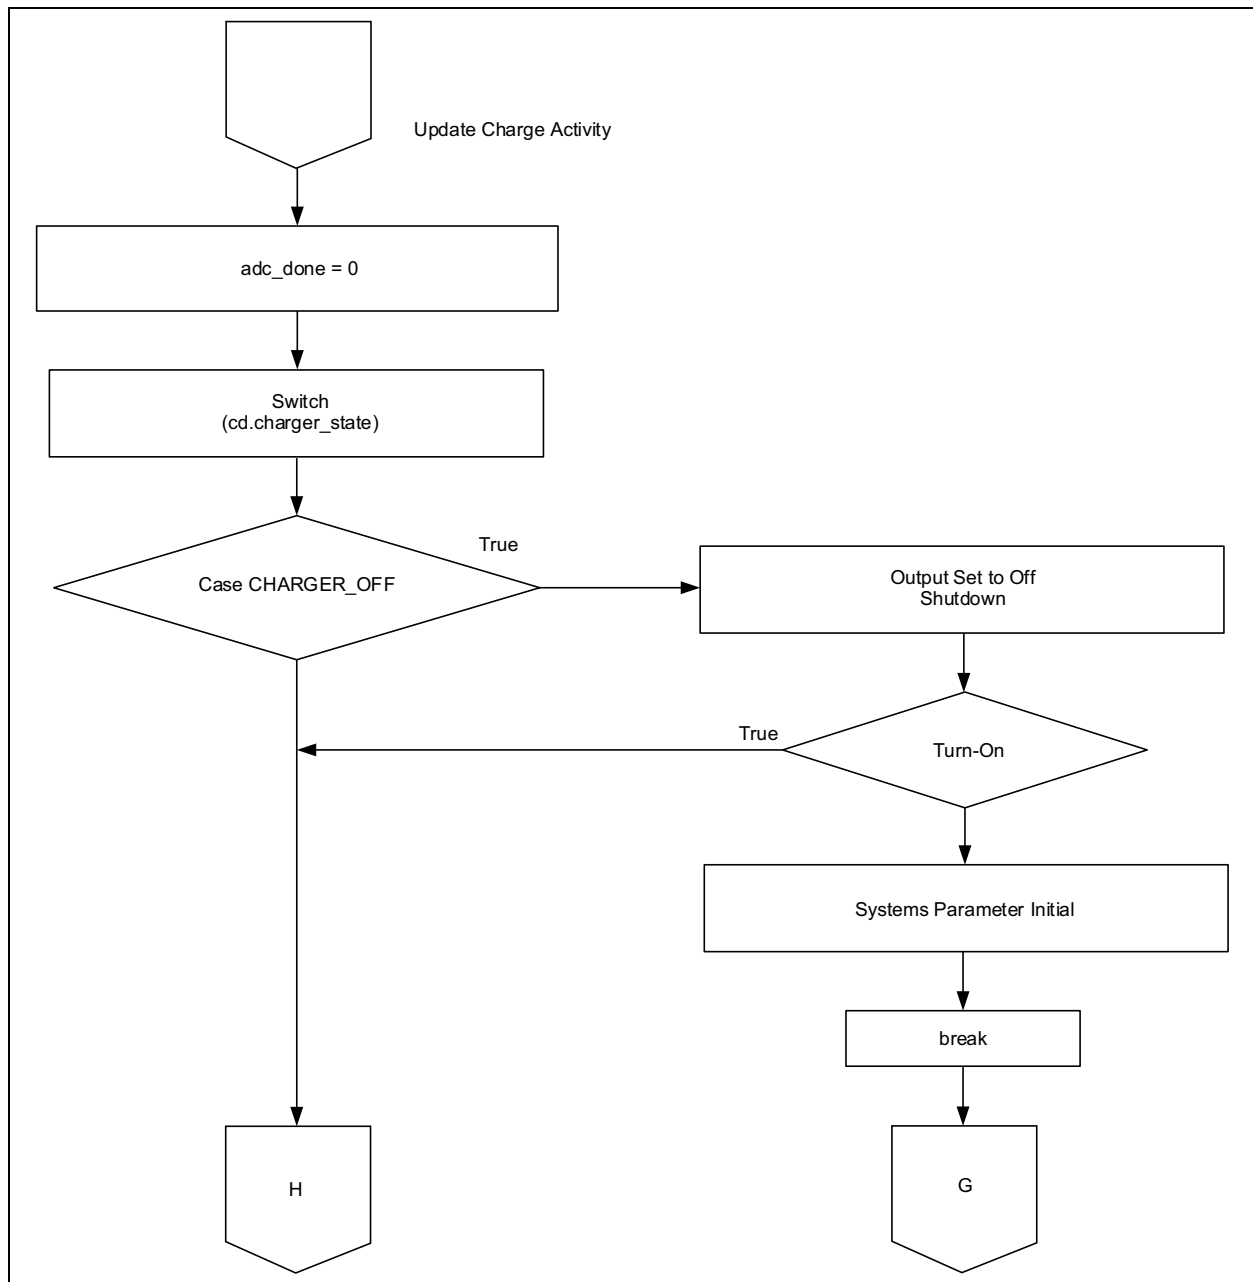 Update Charge Activity
adc_done = 0
Switch
(cd.charger_state)
True
Case CHARGER_OFF
Output Set to Off
Shutdown
True
Turn-On
Systems Parameter Initial
break
H
G